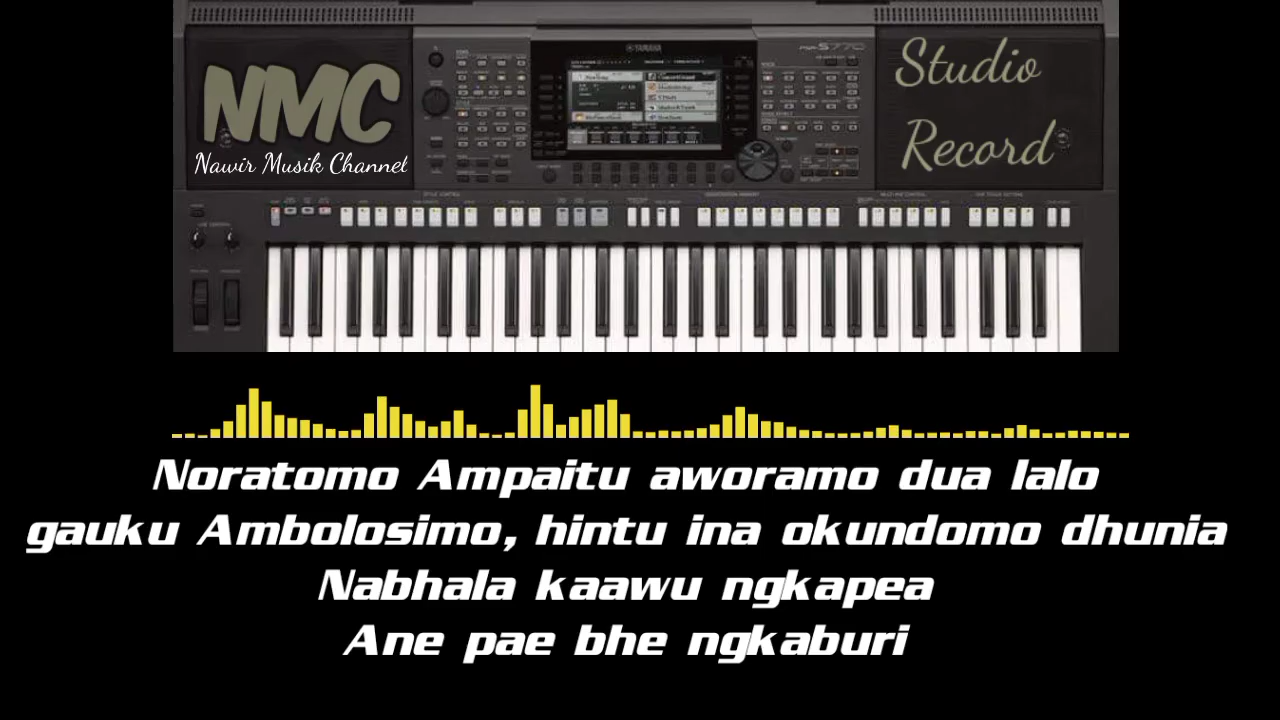 NMC
Nawir Musik Channel
Studio
Record
YAMAHA
Noratomo Ampaitu aworamo dua lalo
gauku Ambolosimo, hintu ina okundomo dhunia
Nabhala kaawu ngkapea
Ane pae bhe ngkaburi